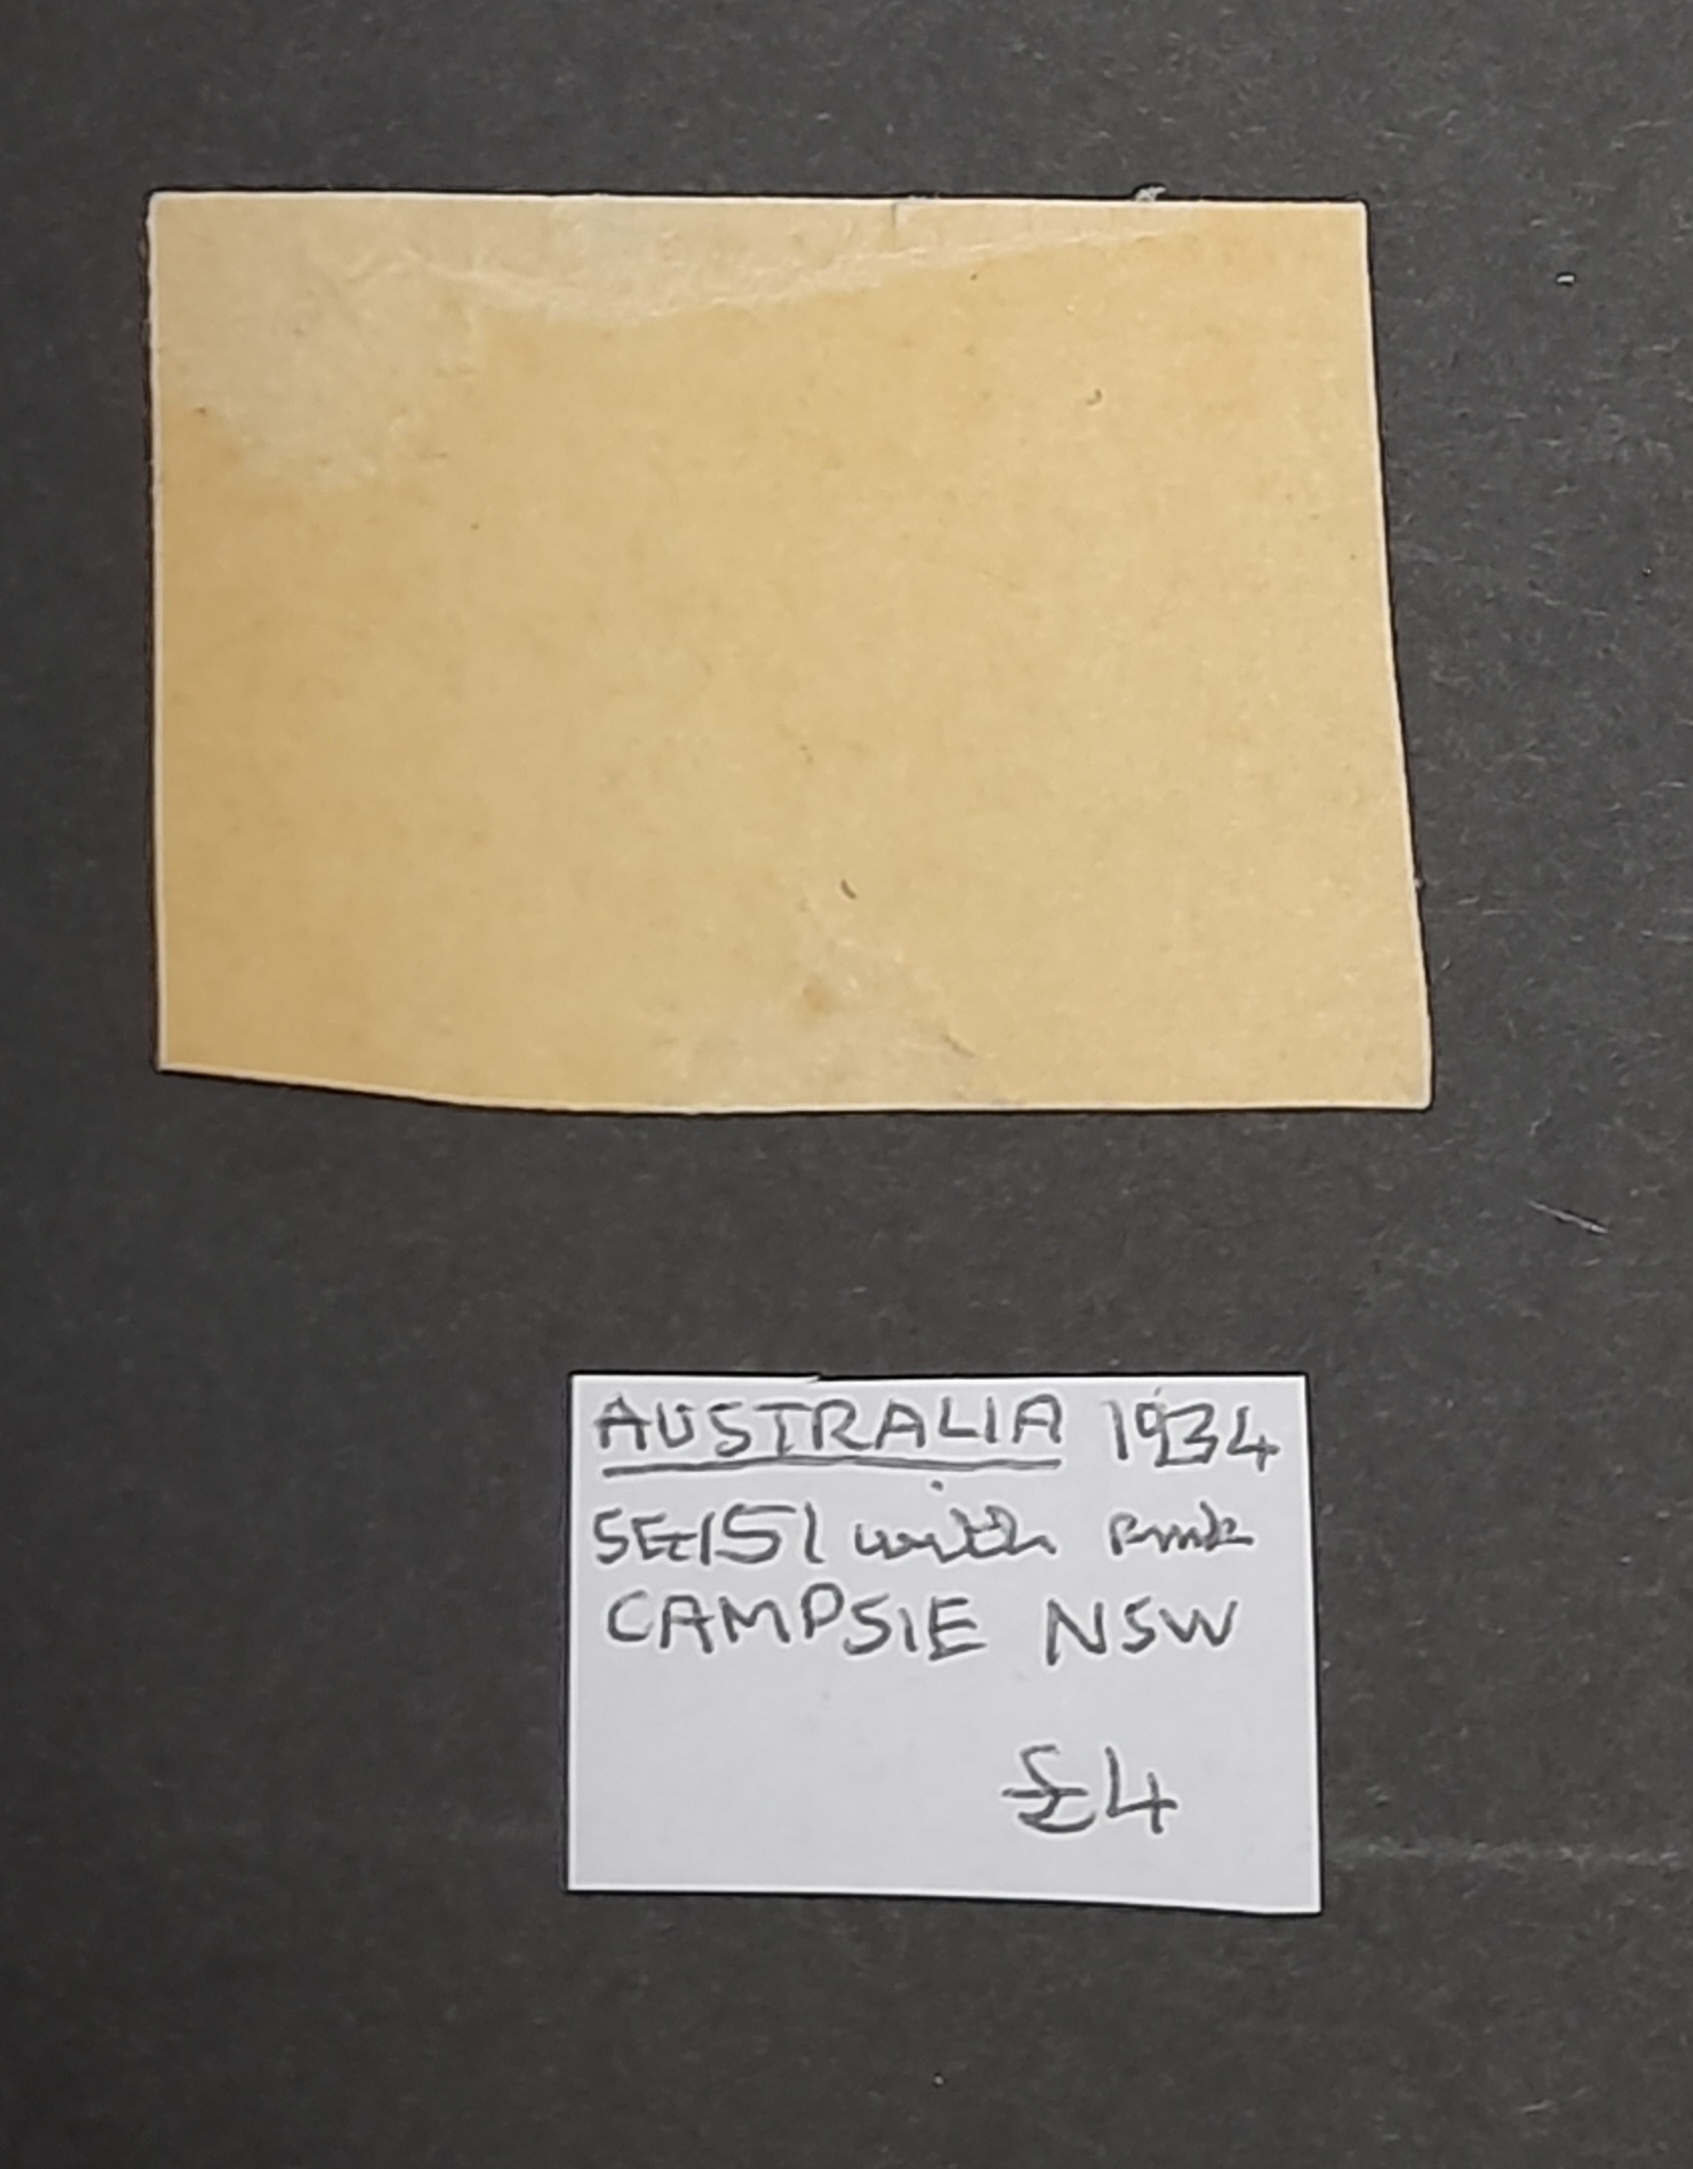 AUSTRALIA 1934
SG151 with pmk
CAMPSIE NSW
£4